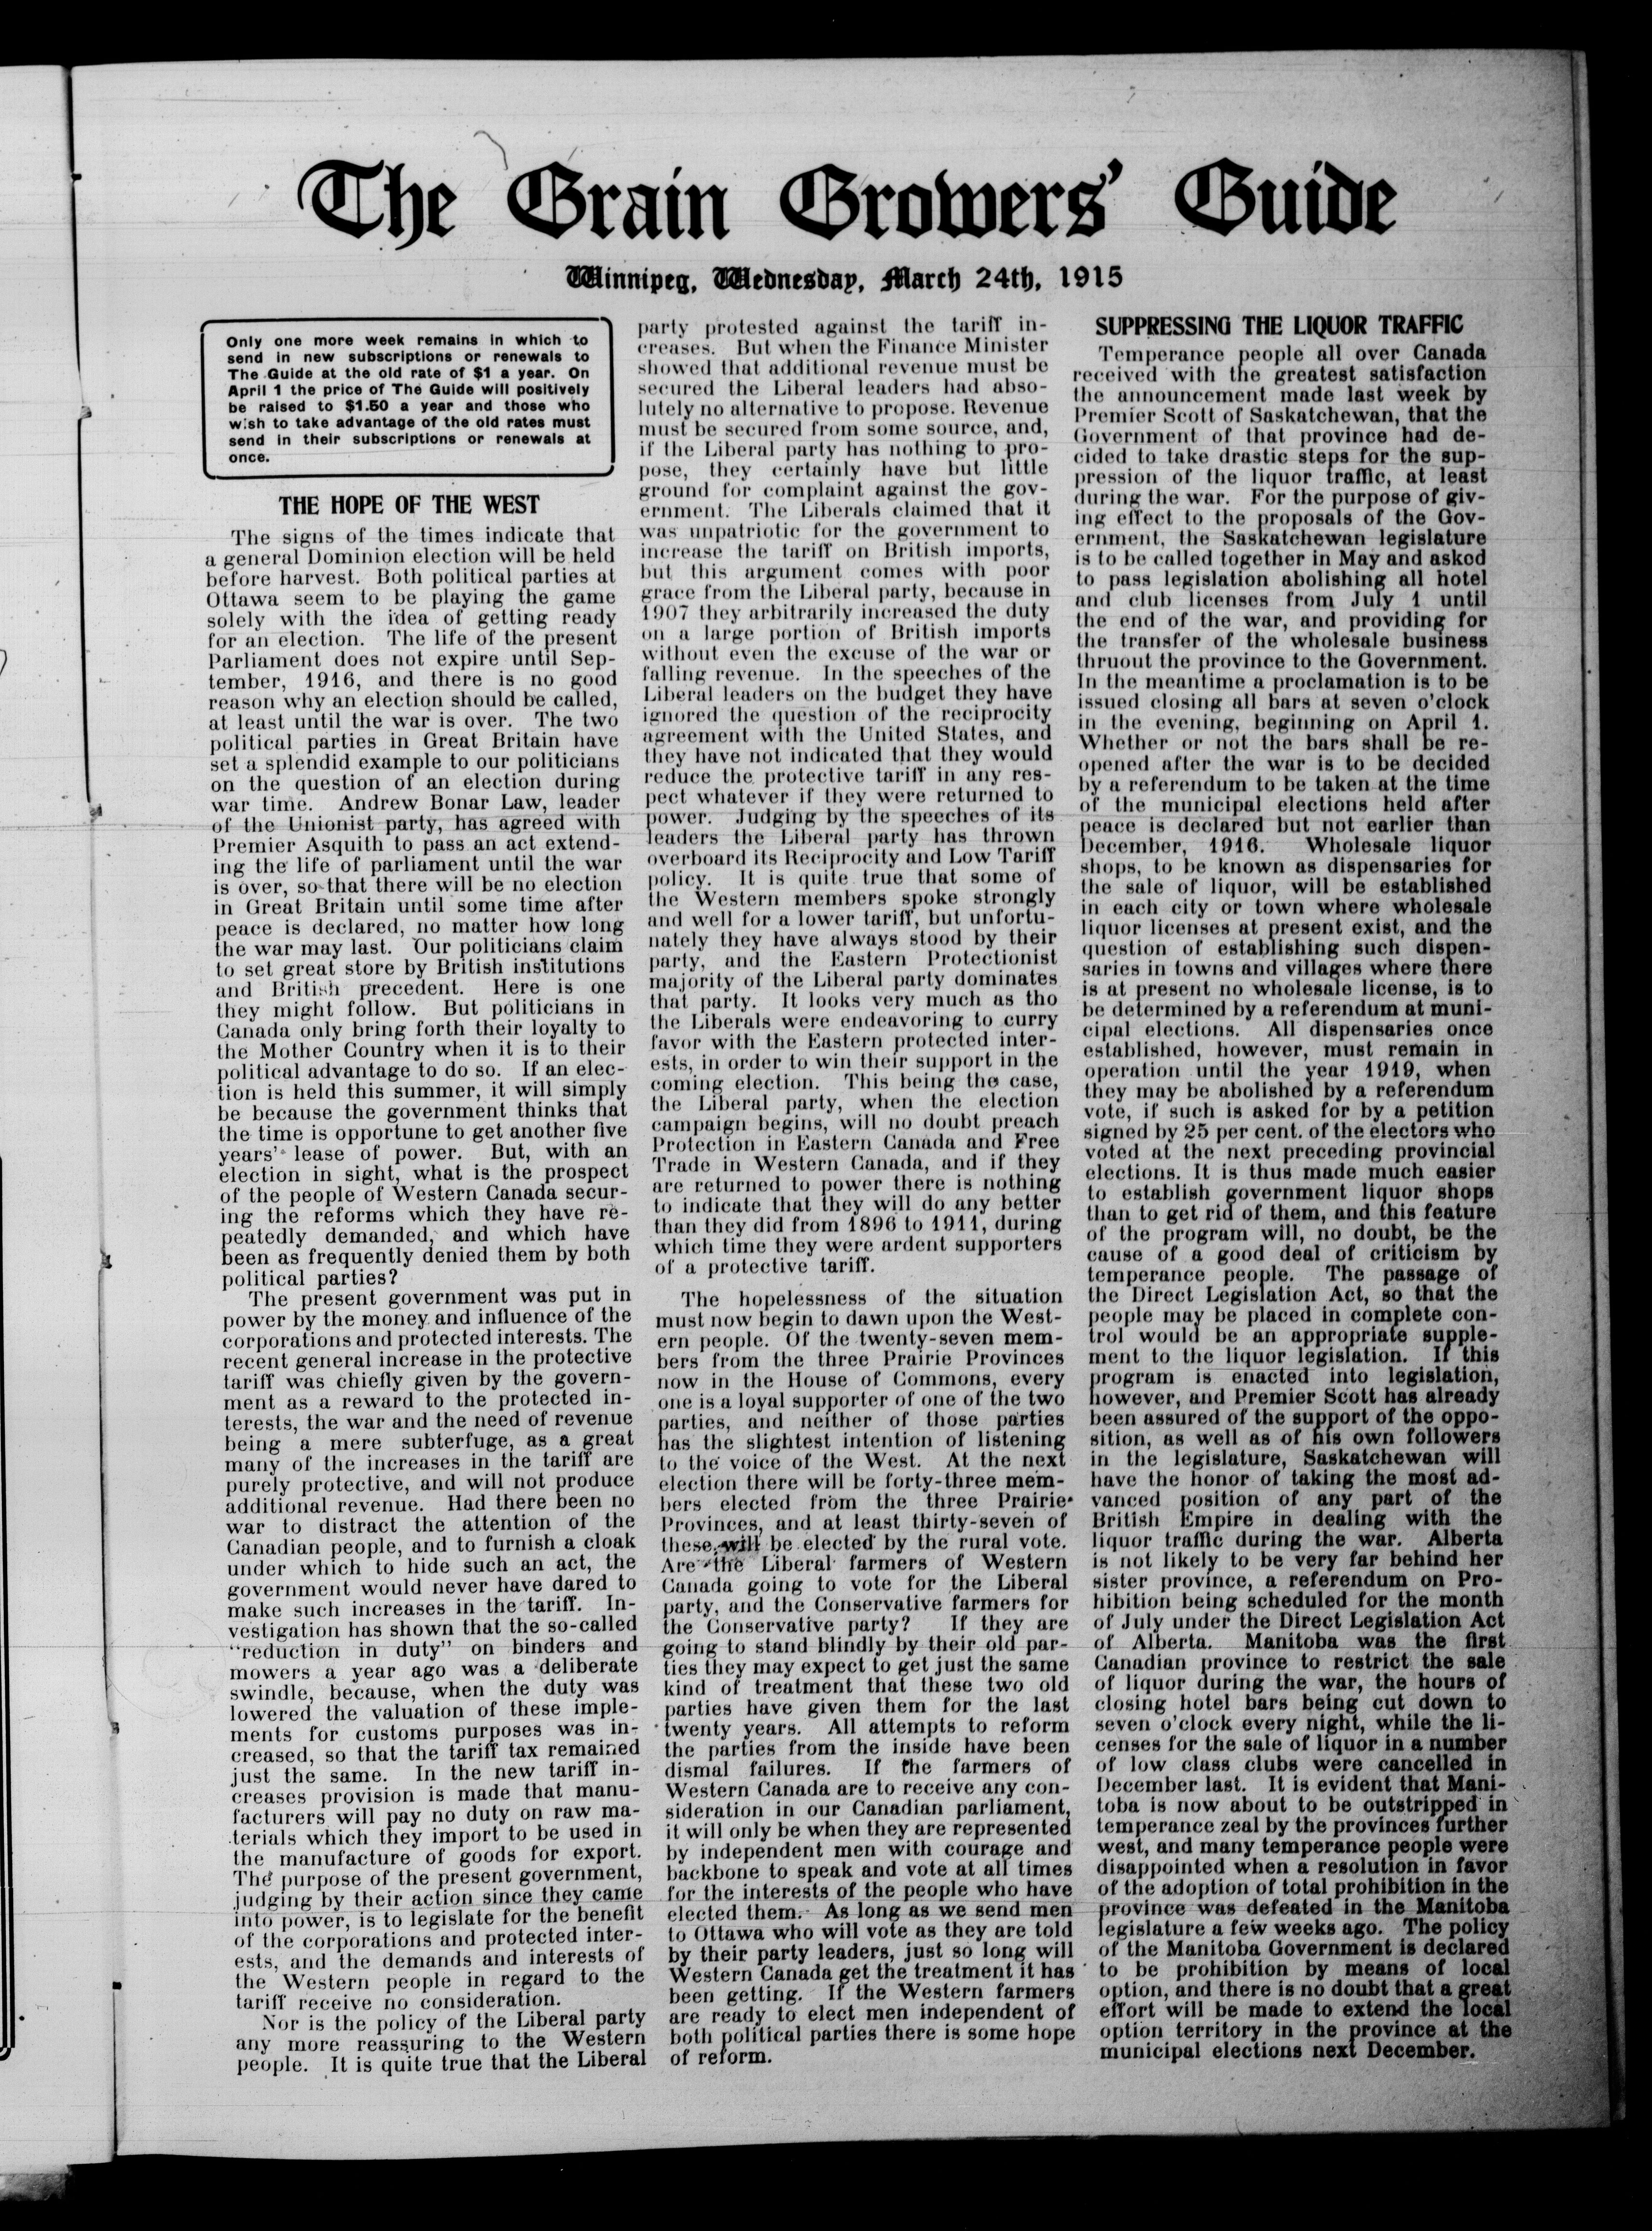 The Grain Growers' Guide
Winnipeg, Wednesday, March 24th, 1915
Only one more week remains in which to
send in new subscriptions or renewals to
The Guide at the old rate of $1 a year. On
April 1 the price of The Guide will positively
be raised to $1.50 a year and those who
wish to take advantage of the old rates must
send in their subscriptions or renewals at
once.
THE HOPE OF THE WEST
The signs of the times indicate that
a general Dominion election will be held
before harvest. Both political parties at
Ottawa seem to be playing the game
solely with the idea of getting ready
for an election. The life of the present
Parliament does not expire until Sep-
tember, 1916, and there is no good
reason why an election should be called,
at least until the war is over. The two
political parties in Great Britain have
set a splendid example to our politicians
on the question of an election during
war time. Andrew Bonar Law, leader
of the Unionist party, has agreed with
Premier Asquith to pass an act extend-
ing the life of parliament until the war
is over, so that there will be no election
in Great Britain until some time after
peace is declared, no matter how long
the war may last. Our politicians claim
to set great store by British institutions
and British precedent. Here is one
they might follow. But politicians in
Canada only bring forth their loyalty to
the Mother Country when it is to their
political advantage to do so. If an elec-
tion is held this summer, it will simply
be because the government thinks that
the time is opportune to get another five
years' lease of power. But, with an
election in sight, what is the prospect
of the people of Western Canada secur-
ing the reforms which they have re-
peatedly demanded, and which have
been as frequently denied them by both
political parties?
The present government was put in
power by the money and influence of the
corporations and protected interests. The
recent general increase in the protective
tariff was chiefly given by the govern-
ment as a reward to the protected in-
terests, the war and the need of revenue
being a mere subterfuge, as a great
many of the increases in the tariff are
purely protective, and will not produce
additional revenue. Had there been no
war to distract the attention of the
Canadian people, and to furnish a cloak
under which to hide such an act, the
government would never have dared to
make such increases in the tariff. In-
vestigation has shown that the so-called
"reduction in duty" on binders and
mowers a year ago was a deliberate
swindle, because, when the duty was
lowered the valuation of these imple-
ments for customs purposes was in-
creased, so that the tariff tax remained
just the same. In the new tariff in-
creases provision is made that manu-
facturers will pay no duty on raw ma-
terials which they import to be used in
the manufacture of goods for export.
The purpose of the present government,
judging by their action since they came
into power, is to legislate for the benefit
of the corporations and protected inter-
ests, and the demands and interests of
the Western people in regard to the
tariff receive no consideration.
Nor is the policy of the Liberal party
any more reassuring to the Western
people. It is quite true that the Liberal
party protested against the tariff in-
creases. But when the Finance Minister
showed that additional revenue must be
secured the Liberal leaders had abso-
lutely no alternative to propose. Revenue
must be secured from some source, and,
if the Liberal party has nothing to pro-
pose, they certainly have but little
ground for complaint against the gov-
ernment. The Liberals claimed that it
was unpatriotic for the government to
increase the tariff on British imports,
but this argument comes with poor
grace from the Liberal party, because in
1907 they arbitrarily increased the duty
on a large portion of British imports
without even the excuse of the war or
falling revenue. In the speeches of the
Liberal leaders on the budget they have
ignored the question of the reciprocity
agreement with the United States, and
they have not indicated that they would
reduce the protective tariff in any res-
pect whatever if they were returned to
power. Judging by the speeches of its
leaders the Liberal party has thrown
overboard its Reciprocity and Low Tariff
policy. It is quite true that some of
the Western members spoke strongly
and well for a lower tariff, but unfortu-
nately they have always stood by their
party, and the Eastern Protectionist
majority of the Liberal party dominates
that party. It looks very much as tho
the Liberals were endeavoring to curry
favor with the Eastern protected inter-
ests, in order to win their support in the
coming election. This being the case,
the Liberal party, when the election
campaign begins, will no doubt preach
Protection in Eastern Canada and Free
Trade in Western Canada, and if they
are returned to power there is nothing
to indicate that they will do any better
than they did from 1896 to 1911, during
which time they were ardent supporters
of a protective tariff.
The hopelessness of the situation
must now begin to dawn upon the West-
ern people. Of the twenty-seven mem-
bers from the three Prairie Provinces
now in the House of Commons, every
one is a loyal supporter of one of the two
parties, and neither of those parties
has the slightest intention of listening
to the voice of the West. At the next
election there will be forty-three mem-
bers elected from the three Prairie
Provinces, and at least thirty-seven of
these will be elected by the rural vote.
Are the Liberal farmers of Western
Canada going to vote for the Liberal
party, and the Conservative farmers for
the Conservative party? If they are
going to stand blindly by their old par-
ties they may expect to get just the same
kind of treatment that these two old
parties have given them for the last
twenty years. All attempts to reform
the parties from the inside have been
dismal failures. If the farmers of
Western Canada are to receive any con-
sideration in our Canadian parliament,
it will only be when they are represented
by independent men with courage and
backbone to speak and vote at all times
for the interests of the people who have
elected them. As long as we send men
to Ottawa who will vote as they are told
by their party leaders, just so long will
Western Canada get the treatment it has
been getting. If the Western farmers
are ready to elect men independent of
both political parties there is some hope
of reform.
SUPPRESSING THE LIQUOR TRAFFIC
Temperance people all over Canada
received with the greatest satisfaction
the announcement made last week by
Premier Scott of Saskatchewan, that the
Government of that province had de-
cided to take drastic steps for the sup-
pression of the liquor traffic, at least
during the war. For the purpose of giv-
ing effect to the proposals of the Gov-
ernment, the Saskatchewan legislature
is to be called together in May and askod
to pass legislation abolishing all hotel
and club licenses from July 1 until
the end of the war, and providing for
the transfer of the wholesale business
thruout the province to the Government.
In the meantime a proclamation is to be
issued closing all bars at seven o'clock
in the evening, beginning on April 1.
Whether or not the bars shall be re-
opened after the war is to be decided
by a referendum to be taken at the time
of the municipal elections held after
peace is declared but not earlier than
December, 1916. Wholesale liquor
shops, to be known as dispensaries for
the sale of liquor, will be established
in each city or town where wholesale
liquor licenses at present exist, and the
question of establishing such dispen-
saries in towns and villages where there
is at present no wholesale license, is to
be determined by a referendum at muni-
cipal elections. All dispensaries once
established, however, must remain in
operation until the year 1919, when
they may be abolished by a referendum
vote, if such is asked for by a petition
signed by 25 per cent. of the electors who
voted at the next preceding provincial
elections. It is thus made much easier
to establish government liquor shops
than to get rid of them, and this feature
of the program will, no doubt, be the
cause of a good deal of criticism by
temperance people. The passage of
the Direct Legislation Act, so that the
people may be placed in complete con-
trol would be an appropriate supple-
ment to the liquor legislation. If this
program is enacted into legislation,
however, and Premier Scott has already
been assured of the support of the oppo-
sition, as well as of his own followers
in the legislature, Saskatchewan will
have the honor of taking the most ad-
vanced position of any part of the
British Empire in dealing with the
liquor traffic during the war. Alberta
is not likely to be very far behind her
sister province, a referendum on Pro-
hibition being scheduled for the month
of July under the Direct Legislation Act
of Alberta. Manitoba was the first
Canadian province to restrict the sale
of liquor during the war, the hours of
closing hotel bars being cut down to
seven o'clock every night, while the li-
censes for the sale of liquor in a number
of low class clubs were cancelled in
December last. It is evident that Mani-
toba is now about to be outstripped in
temperance zeal by the provinces further
west, and many temperance people were
disappointed when a resolution in favor
of the adoption of total prohibition in the
province was defeated in the Manitoba
legislature a few weeks ago. The policy
of the Manitoba Government is declared
to be prohibition by means of local
option, and there is no doubt that a great
effort will be made to extend the local
option territory in the province at the
municipal elections next December.